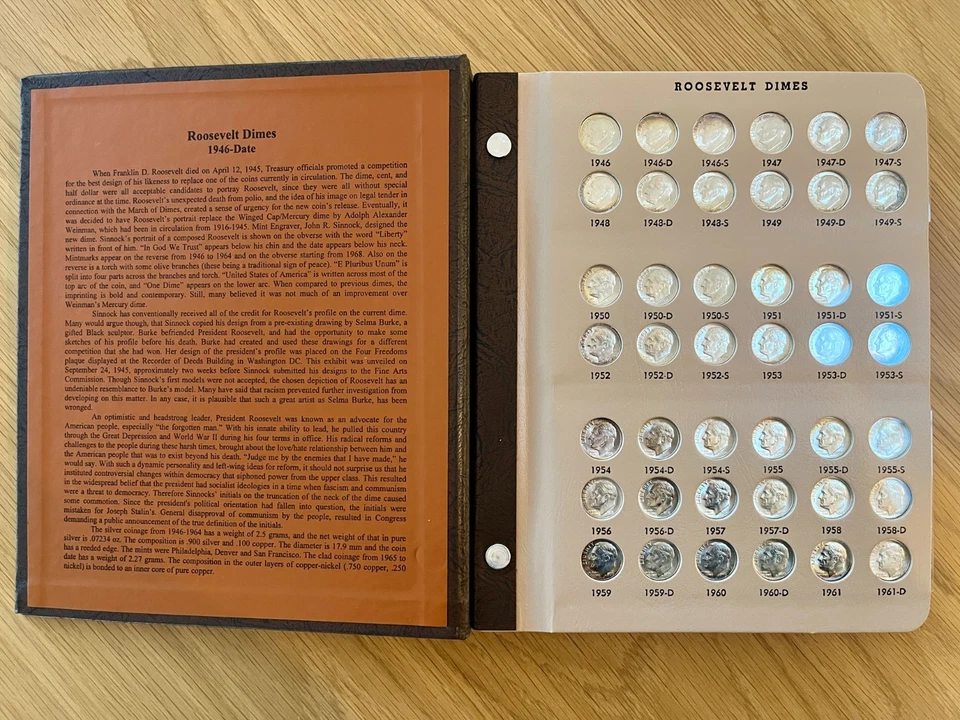 Roosevelt Dimes
1946-Date
When Franklin D. Roosevelt died on April 12, 1945, Treasury officials promoted a competition
for the best design of his likeness to replace one of the coins currently in circulation. The dime, cent, and
half dollar were all acceptable candidates to portray Roosevelt, since they were all without special
ordinance at the time. Roosevelt's unexpected death from polio, and the idea of his image on legal tender in
connection with the March of Dimes, created a sense of urgency for the new coin's release. Eventually, it
was decided to have Roosevelt's portrait replace the Winged Cap/Mercury dime by Adolph Alexander
Weinman, which had been in circulation from 1916-1945. Mint Engraver, John R. Sinnock, designed the
new dime. Sinnock's portrait of a composed Roosevelt is shown on the obverse with the word "Liberty"
written in front of him. "In God We Trust" appears below his chin and the date appears below his neck.
Mintmarks appear on the reverse from 1946 to 1964 and on the obverse starting from 1968. Also on the
reverse is a torch with some olive branches (these being a traditional sign of peace). "E Pluribus Unum" is
split into four parts across the branches and torch. "United States of America" is written across most of the
top arc of the coin, and "One Dime" appears on the lower arc. When compared to previous dimes, the
imprinting is bold and contemporary. Still, many believed it was not much of an improvement over
Weinman's Mercury dime.
Sinnock has conventionally received all of the credit for Roosevelt's profile on the current dime.
Many would argue though, that Sinnock copied his design from a pre-existing drawing by Selma Burke, a
gifted Black sculptor. Burke befriended President Roosevelt, and had the opportunity to make some
sketches of his profile before his death. Burke had created and used these drawings for a different
competition that she had won. Her design of the president's profile was placed on the Four Freedoms
plaque displayed at the Recorder of Deeds Building in Washington DC. This exhibit was unveiled on
September 24, 1945, approximately two weeks before Sinnock submitted his designs to the Fine Arts
Commission. Though Sinnock's first models were not accepted, the chosen depiction of Roosevelt has an
undeniable resemblance to Burke's model. Many have said that racism prevented further investigation from
developing on this matter. In any case, it is plausible that such a great artist as Selma Burke, has been
wronged.
An optimistic and headstrong leader, President Roosevelt was known as an advocate for the
American people, especially "the forgotten man." With his innate ability to lead, he pulled this country
through the Great Depression and World War II during his four terms in office. His radical reforms and
challenges to the people during these harsh times, brought about the love/hate relationship between him and
the American people that was to exist beyond his death. "Judge me by the enemies that I have made," he
would say. With such a dynamic personality and left-wing ideas for reform, it should not surprise us that he
instituted controversial changes within democracy that siphoned power from the upper class. This resulted
in the widespread belief that the president had socialist ideologies in a time when fascism and communism
were a threat to democracy. Therefore Sinnocks' initials on the truncation of the neck of the dime caused
some commotion. Since the president's political orientation had fallen into question, the initials were
mistaken for Joseph Stalin's. General disapproval of communism by the people, resulted in Congress
demanding a public announcement of the true definition of the initials.
The silver coinage from 1946-1964 has a weight of 2.5 grams, and the net weight of that in pure
silver is .07234 oz. The composition is .900 silver and .100 copper. The diameter is 17.9 mm and the coin
has a reeded edge. The mints were Philadelphia, Denver and San Francisco. The clad coinage from 1965 to
date has a weight of 2.27 grams. The composition in the outer layers of copper-nickel (.750 copper, .250
nickel) is bonded to an inner core of pure copper.
ROOSEVELT DIMES
1946 1946-D 1946-S 1947 1947-D 1947-S
1948 1948-D 1948-S 1949 1949-D 1949-S
1950 1950-D 1950-S 1951 1951-D 1951-S
1952 1952-D 1952-S 1953 1953-D 1953-S
1954 1954-D 1954-S 1955 1955-D 1955-S
1956 1956-D 1957 1957-D 1958 1958-D
1959 1959-D 1960 1960-D 1961 1961-D